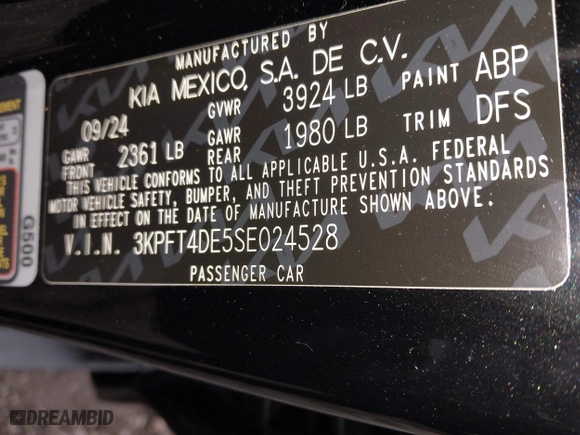 MANUFACTURED BY
KIA MEXICO, S.A. DE C.V.
09/24 GVWR 3924 LB PAINT ABP
GAWR FRONT 2361 LB GAWR REAR 1980 LB TRIM DFS
THIS VEHICLE CONFORMS TO ALL APPLICABLE U.S.A. FEDERAL
MOTOR VEHICLE SAFETY, BUMPER, AND THEFT PREVENTION STANDARDS
IN EFFECT ON THE DATE OF MANUFACTURE SHOWN ABOVE:
V.I.N. 3KPFT4DE5SE024528
PASSENGER CAR
G500
DREAMBID